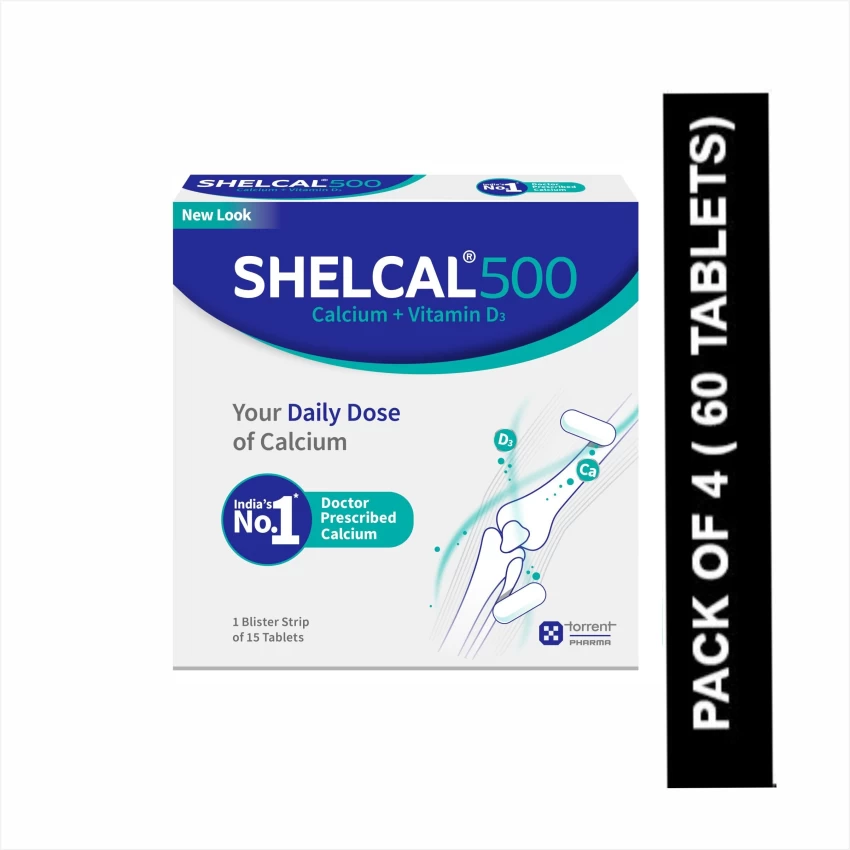 SHELCAL® 500
Calcium + Vitamin D₃
India's
No.1
Doctor
Prescribed
Calcium
New Look
SHELCAL® 500
Calcium + Vitamin D₃
Your Daily Dose
of Calcium
D₃
Ca
India's
No.1*
Doctor
Prescribed
Calcium
1 Blister Strip
of 15 Tablets
torrent
PHARMA
PACK OF 4 ( 60 TABLETS)